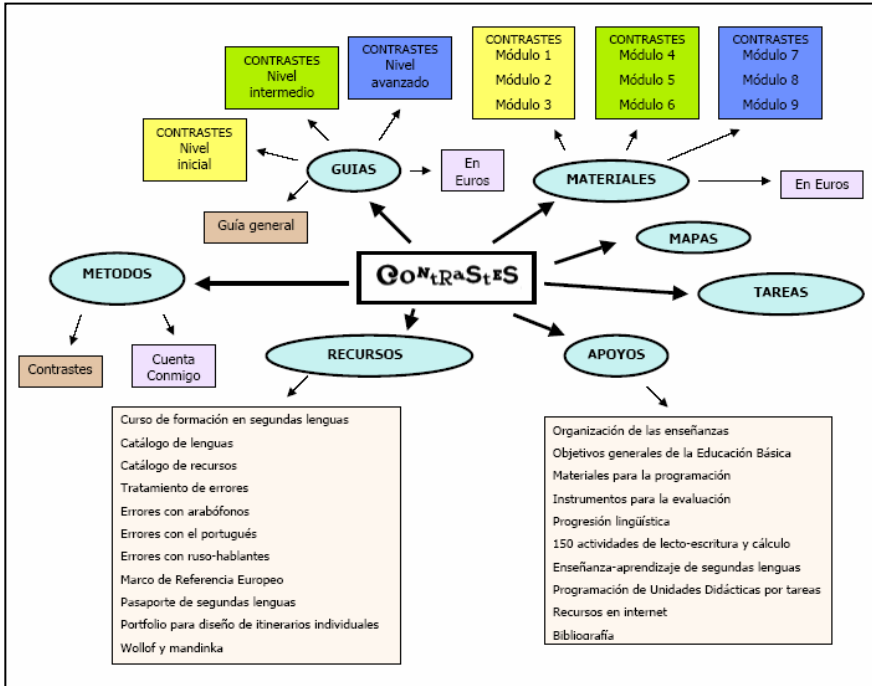 CONTRASTES
Nivel
intermedio
CONTRASTES
Nivel
avanzado
CONTRASTES
Módulo 1
Módulo 2
Módulo 3
CONTRASTES
Módulo 4
Módulo 5
Módulo 6
CONTRASTES
Módulo 7
Módulo 8
Módulo 9
CONTRASTES
Nivel
inicial
GUIAS
En
Euros
MATERIALES
En Euros
Guía general
MAPAS
METODOS
CoNtRaStES
TAREAS
Contrastes
Cuenta
Conmigo
RECURSOS
APOYOS
Curso de formación en segundas lenguas
Catálogo de lenguas
Catálogo de recursos
Tratamiento de errores
Errores con arabófonos
Errores con el portugués
Errores con ruso-hablantes
Marco de Referencia Europeo
Pasaporte de segundas lenguas
Portfolio para diseño de itinerarios individuales
Wollof y mandinka
Organización de las enseñanzas
Objetivos generales de la Educación Básica
Materiales para la programación
Instrumentos para la evaluación
Progresión lingüística
150 actividades de lecto-escritura y cálculo
Enseñanza-aprendizaje de segundas lenguas
Programación de Unidades Didácticas por tareas
Recursos en internet
Bibliografía